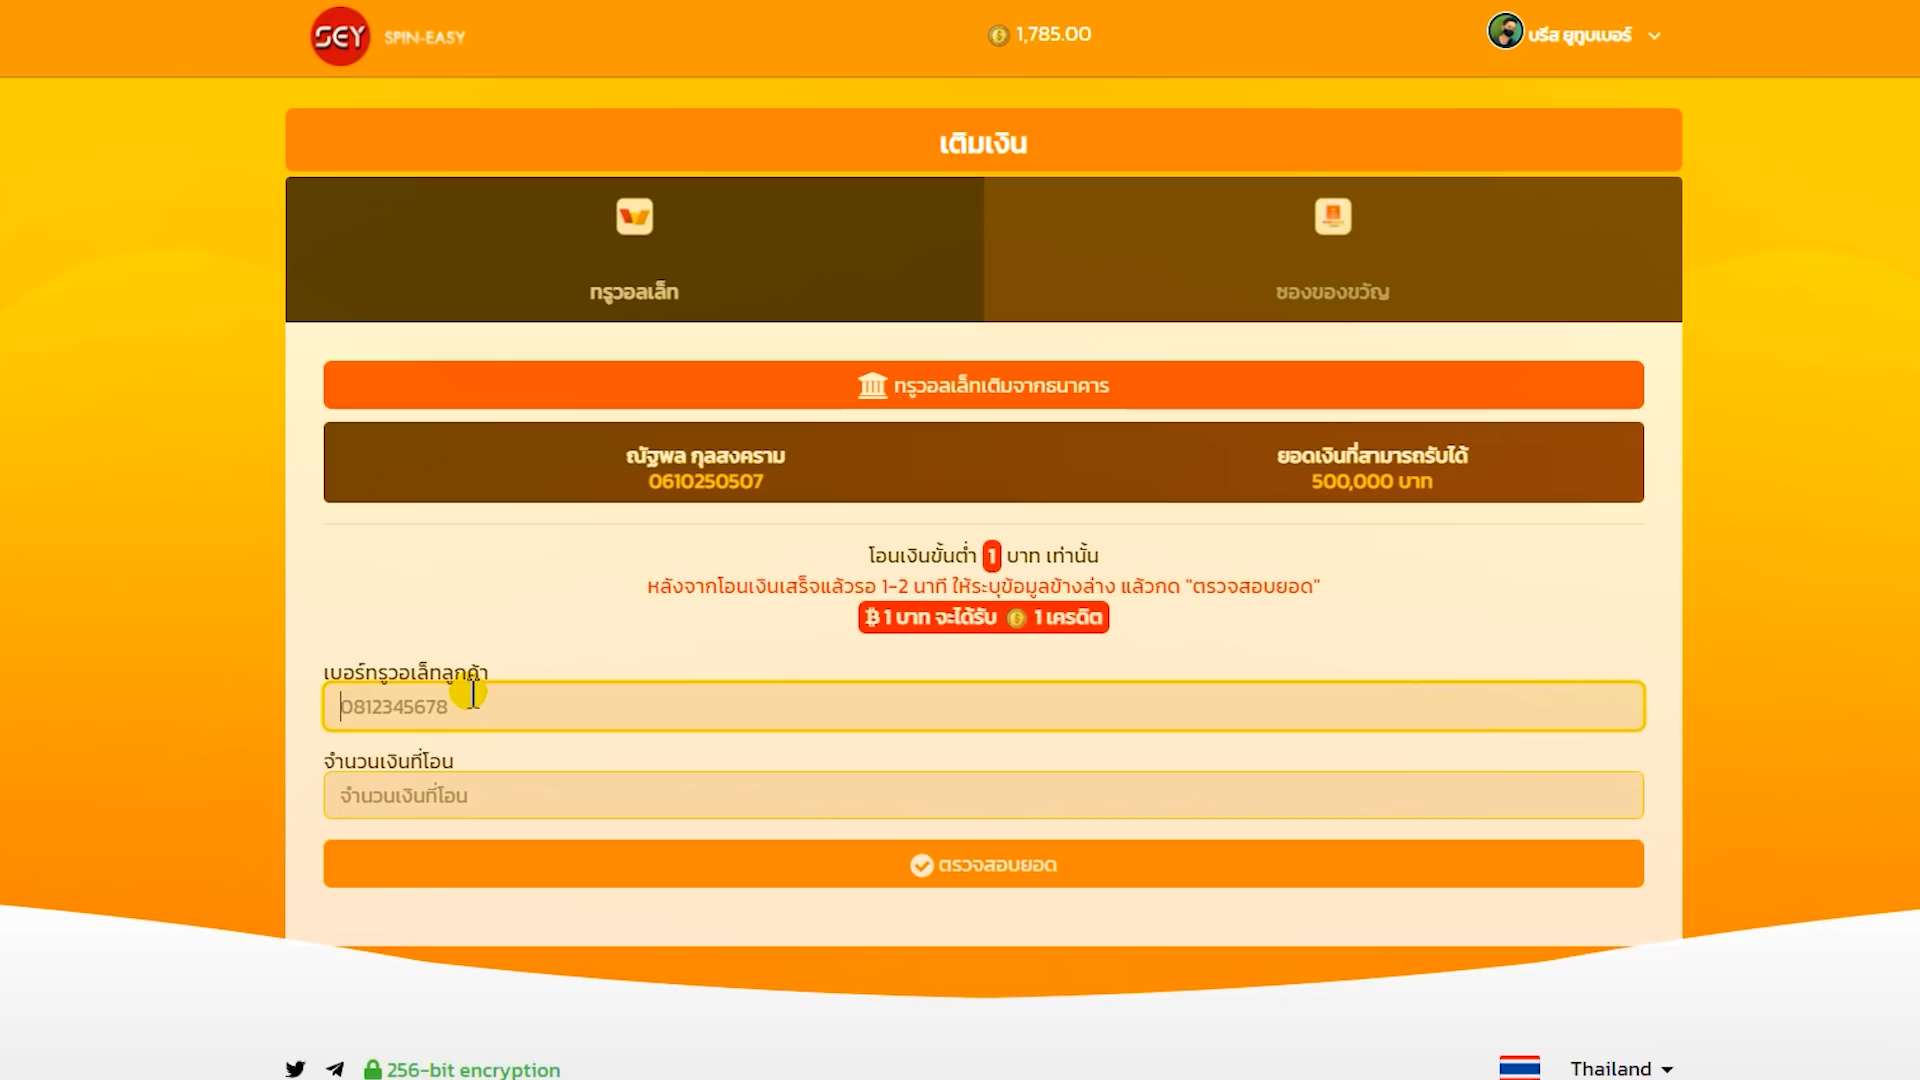 SEY SPIN-EASY
1,785.00
บรีส ยูทูบเบอร์
เติมเงิน
ทรูวอลเล็ท
ซองของขวัญ
ทรูวอลเล็ทเติมจากธนาคาร
ณัฐพล กุลสงคราม
0610250507
ยอดเงินที่สามารถรับได้
500,000 บาท
โอนเงินขั้นต่ำ 1 บาท เท่านั้น
หลังจากโอนเงินเสร็จแล้วรอ 1-2 นาที ให้ระบุข้อมูลข้างล่าง แล้วกด "ตรวจสอบยอด"
1 บาท จะได้รับ 1 เครดิต
เบอร์ทรูวอเล็ทลูกค้า
0812345678
จำนวนเงินที่โอน
จำนวนเงินที่โอน
ตรวจสอบยอด
256-bit encryption
Thailand